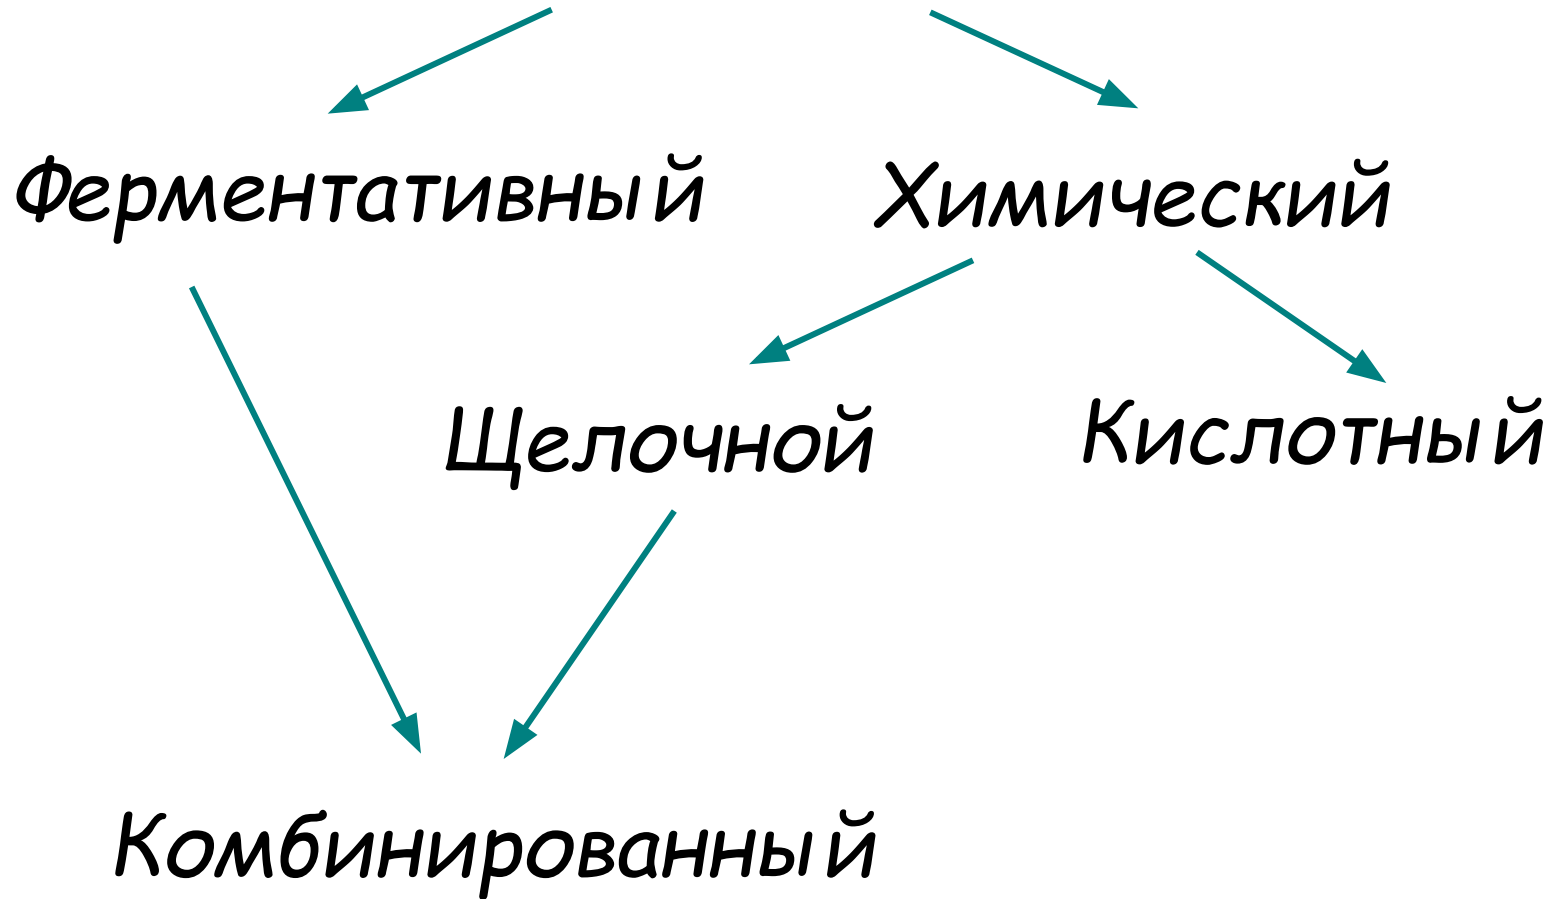 Ферментативный
Химический
Щелочной
Кислотный
Комбинированный